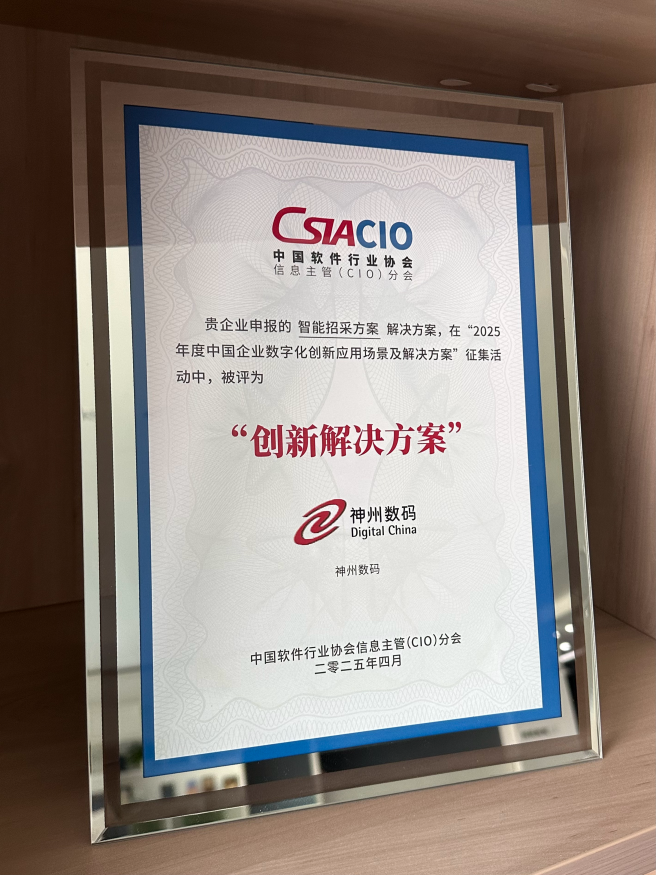 CSIACIO
中国软件行业协会
信息主管(CIO)分会
贵企业申报的 智能招采方案 解决方案，在“2025
年度中国企业数字化创新应用场景及解决方案”征集活
动中，被评为
“创新解决方案”
神州数码
Digital China
神州数码
中国软件行业协会信息主管(CIO)分会
二零二五年四月